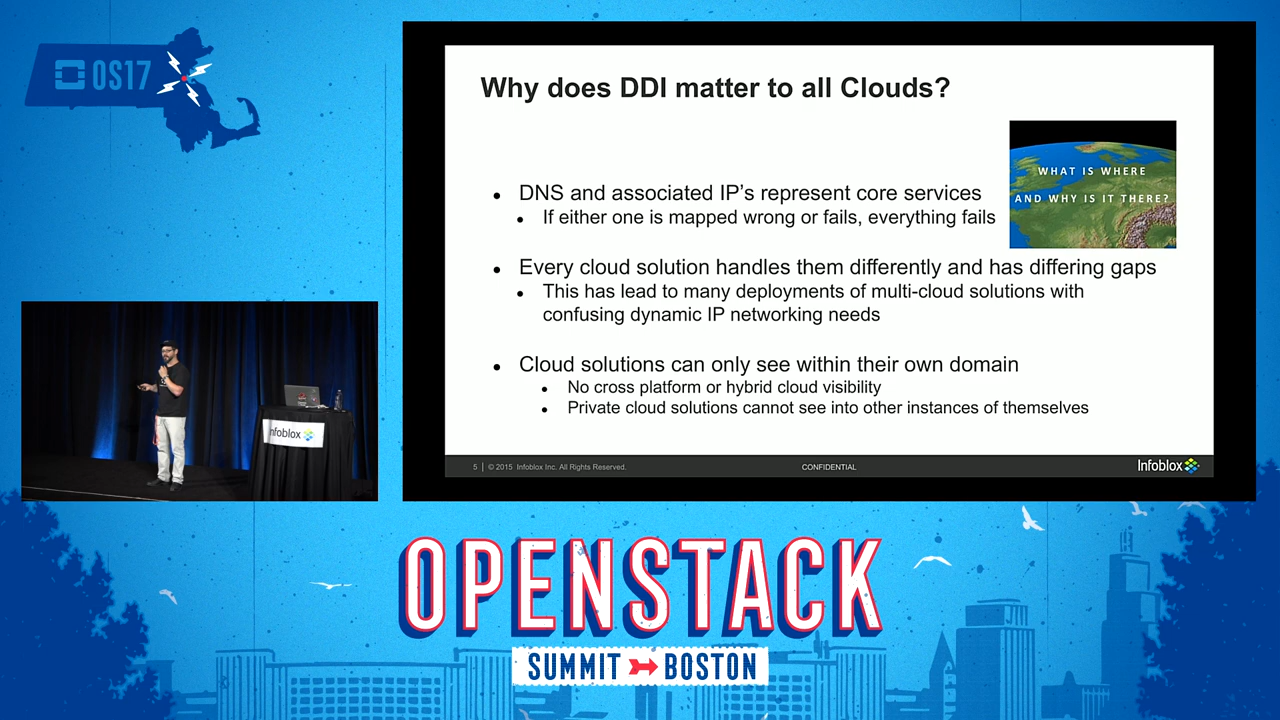 OS17
Why does DDI matter to all Clouds?
WHAT IS WHERE
AND WHY IS IT THERE?
DNS and associated IP's represent core services
If either one is mapped wrong or fails, everything fails
Every cloud solution handles them differently and has differing gaps
This has lead to many deployments of multi-cloud solutions with
confusing dynamic IP networking needs
Cloud solutions can only see within their own domain
No cross platform or hybrid cloud visibility
Private cloud solutions cannot see into other instances of themselves
5 | © 2015 Infoblox Inc. All Rights Reserved.
CONFIDENTIAL
Infoblox
Infoblox
OPENSTACK
SUMMIT BOSTON